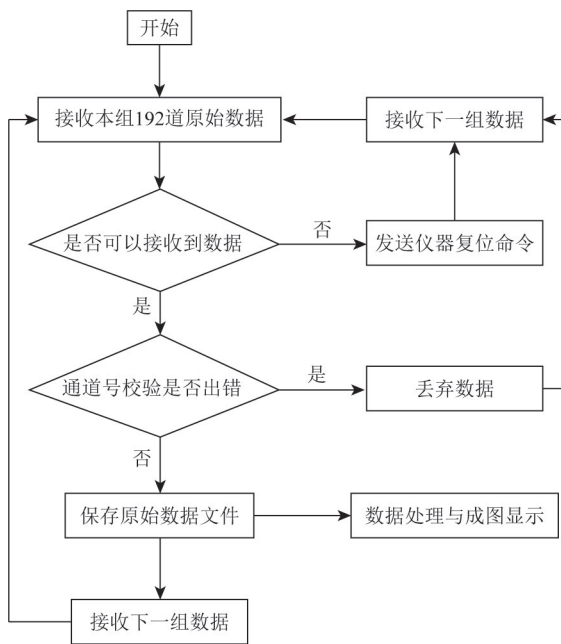 开始
接收本组192道原始数据
接收下一组数据
是否可以接收到数据
否
发送仪器复位命令
是
通道号校验是否出错
是
丢弃数据
否
保存原始数据文件
数据处理与成图显示
接收下一组数据